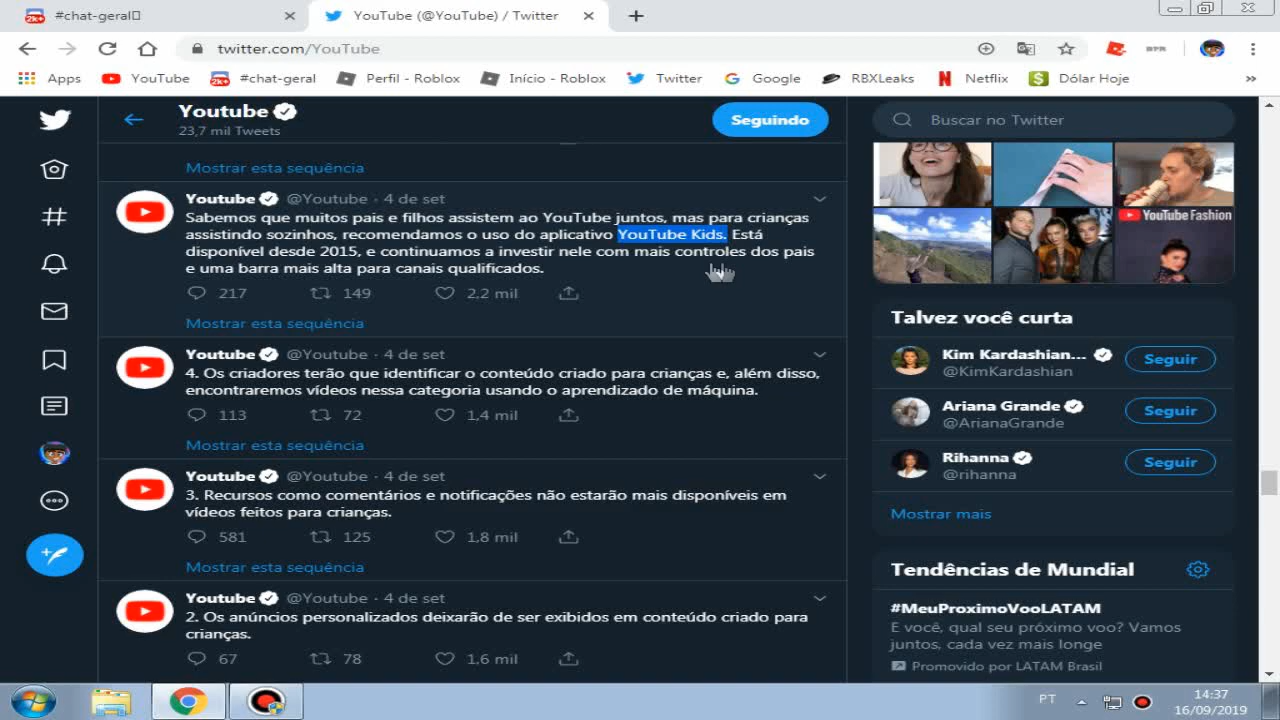 #chat-geral
YouTube (@YouTube) / Twitter
twitter.com/YouTube
Apps
YouTube
#chat-geral
Perfil - Roblox
Início - Roblox
Twitter
Google
RBXLeaks
Netflix
Dólar Hoje
»
Youtube
23,7 mil Tweets
Seguindo
Mostrar esta sequência
Youtube @Youtube · 4 de set
Sabemos que muitos pais e filhos assistem ao YouTube juntos, mas para crianças
assistindo sozinhos, recomendamos o uso do aplicativo YouTube Kids. Está
disponível desde 2015, e continuamos a investir nele com mais controles dos pais
e uma barra mais alta para canais qualificados.
217 149 2,2 mil
Mostrar esta sequência
Youtube @Youtube · 4 de set
4. Os criadores terão que identificar o conteúdo criado para crianças e, além disso,
encontraremos vídeos nessa categoria usando o aprendizado de máquina.
113 72 1,4 mil
Mostrar esta sequência
Youtube @Youtube · 4 de set
3. Recursos como comentários e notificações não estarão mais disponíveis em
vídeos feitos para crianças.
581 125 1,8 mil
Mostrar esta sequência
Youtube @Youtube · 4 de set
2. Os anúncios personalizados deixarão de ser exibidos em conteúdo criado para
crianças.
67 78 1,6 mil
Buscar no Twitter
YouTube Fashion
Talvez você curta
Kim Kardashian...
@KimKardashian
Seguir
Ariana Grande
@ArianaGrande
Seguir
Rihanna
@rihanna
Seguir
Mostrar mais
Tendências de Mundial
#MeuProximoVooLATAM
E você, qual seu próximo voo? Vamos
juntos, cada vez mais longe
Promovido por LATAM Brasil
PT
14:37
16/09/2019